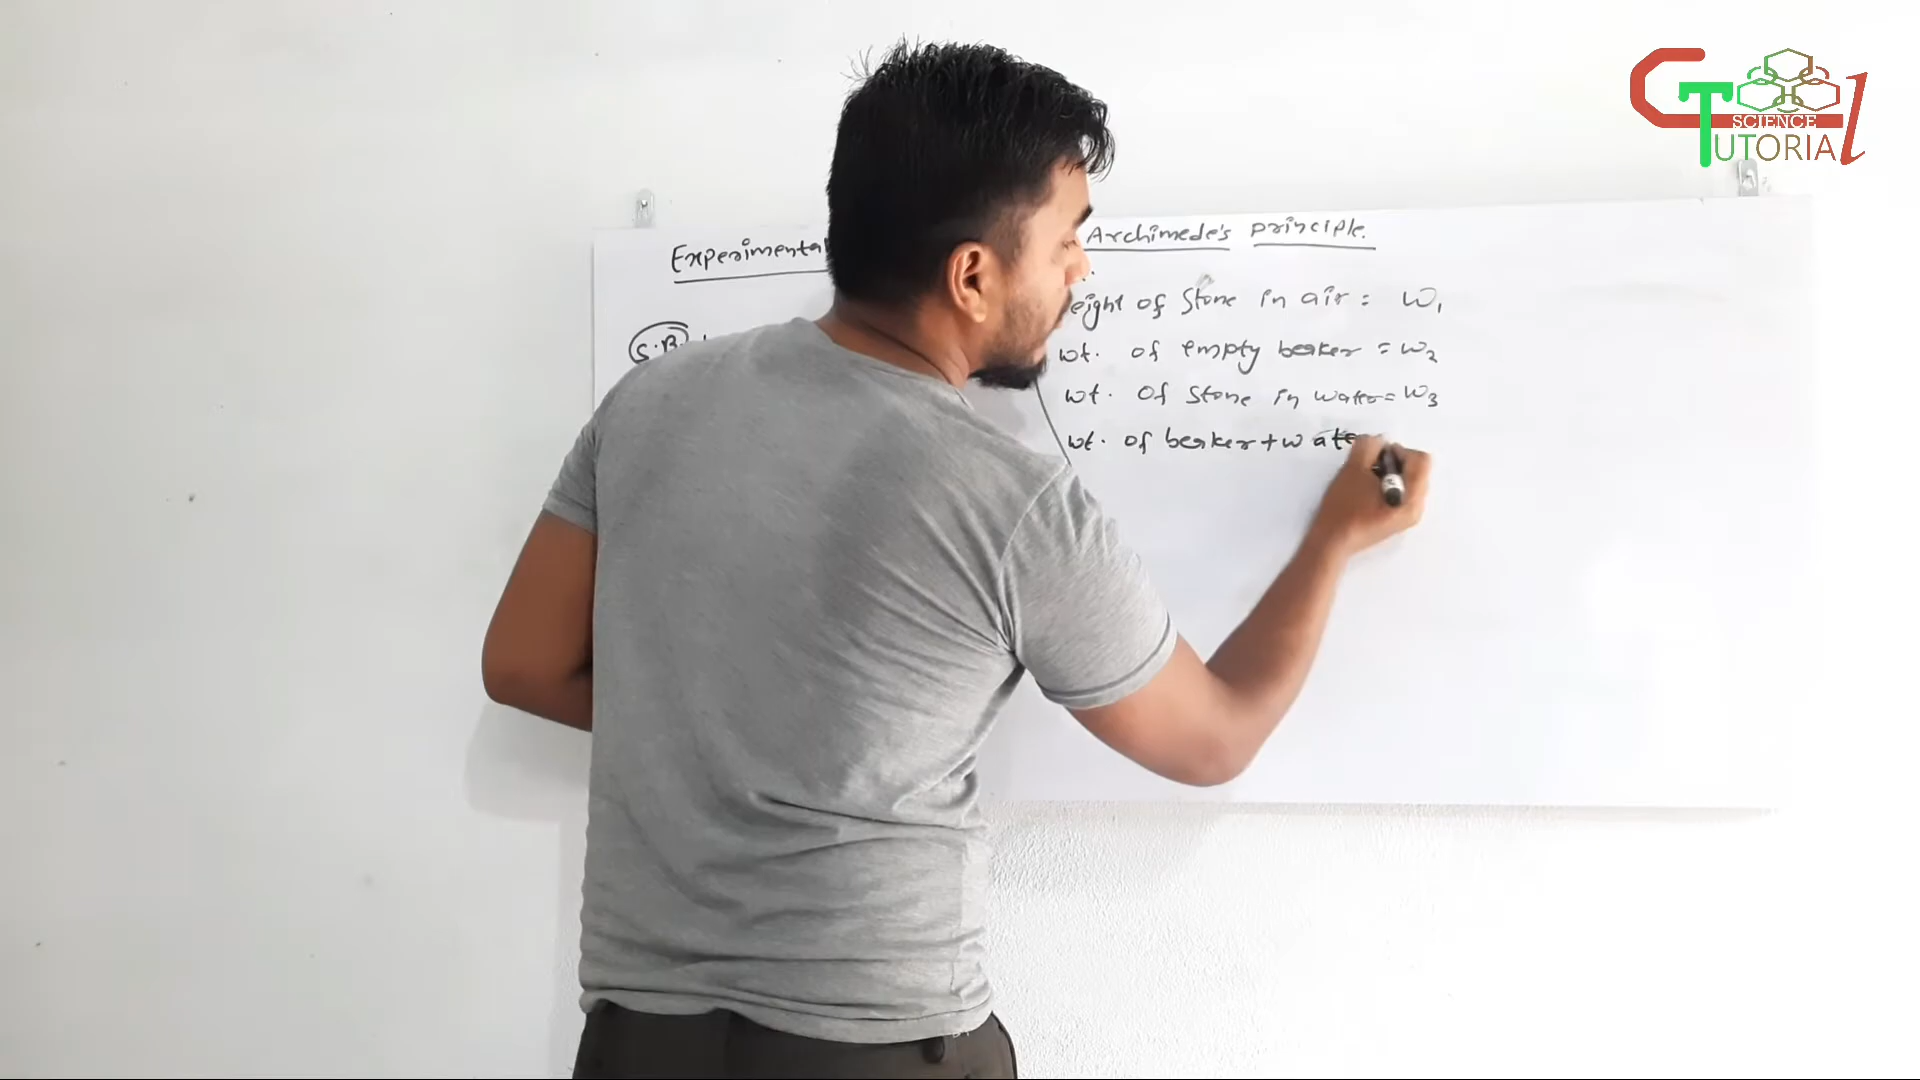 SCIENCE
TUTORIAL
Experimental Archimede's principle.
eight of Stone in air = W₁
wt. of empty beaker = W₂
wt. of Stone in water = W₃
wt. of beaker + wate
S.B.